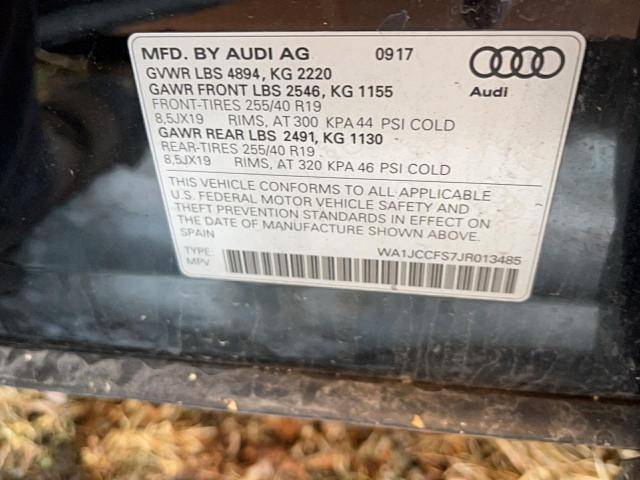 MFD. BY AUDI AG 09 17
GVWR LBS 4894, KG 2220
GAWR FRONT LBS 2546, KG 1155
FRONT-TIRES 255/40 R19
8,5JX19 RIMS, AT 300 KPA 44 PSI COLD
GAWR REAR LBS 2491, KG 1130
REAR-TIRES 255/40 R19
8,5JX19 RIMS, AT 320 KPA 46 PSI COLD
Audi
THIS VEHICLE CONFORMS TO ALL APPLICABLE
U.S. FEDERAL MOTOR VEHICLE SAFETY AND
THEFT PREVENTION STANDARDS IN EFFECT ON
THE DATE OF MANUFACTURE SHOWN ABOVE.
SPAIN
TYPE: WA1JCCFS7JR013485
MPV